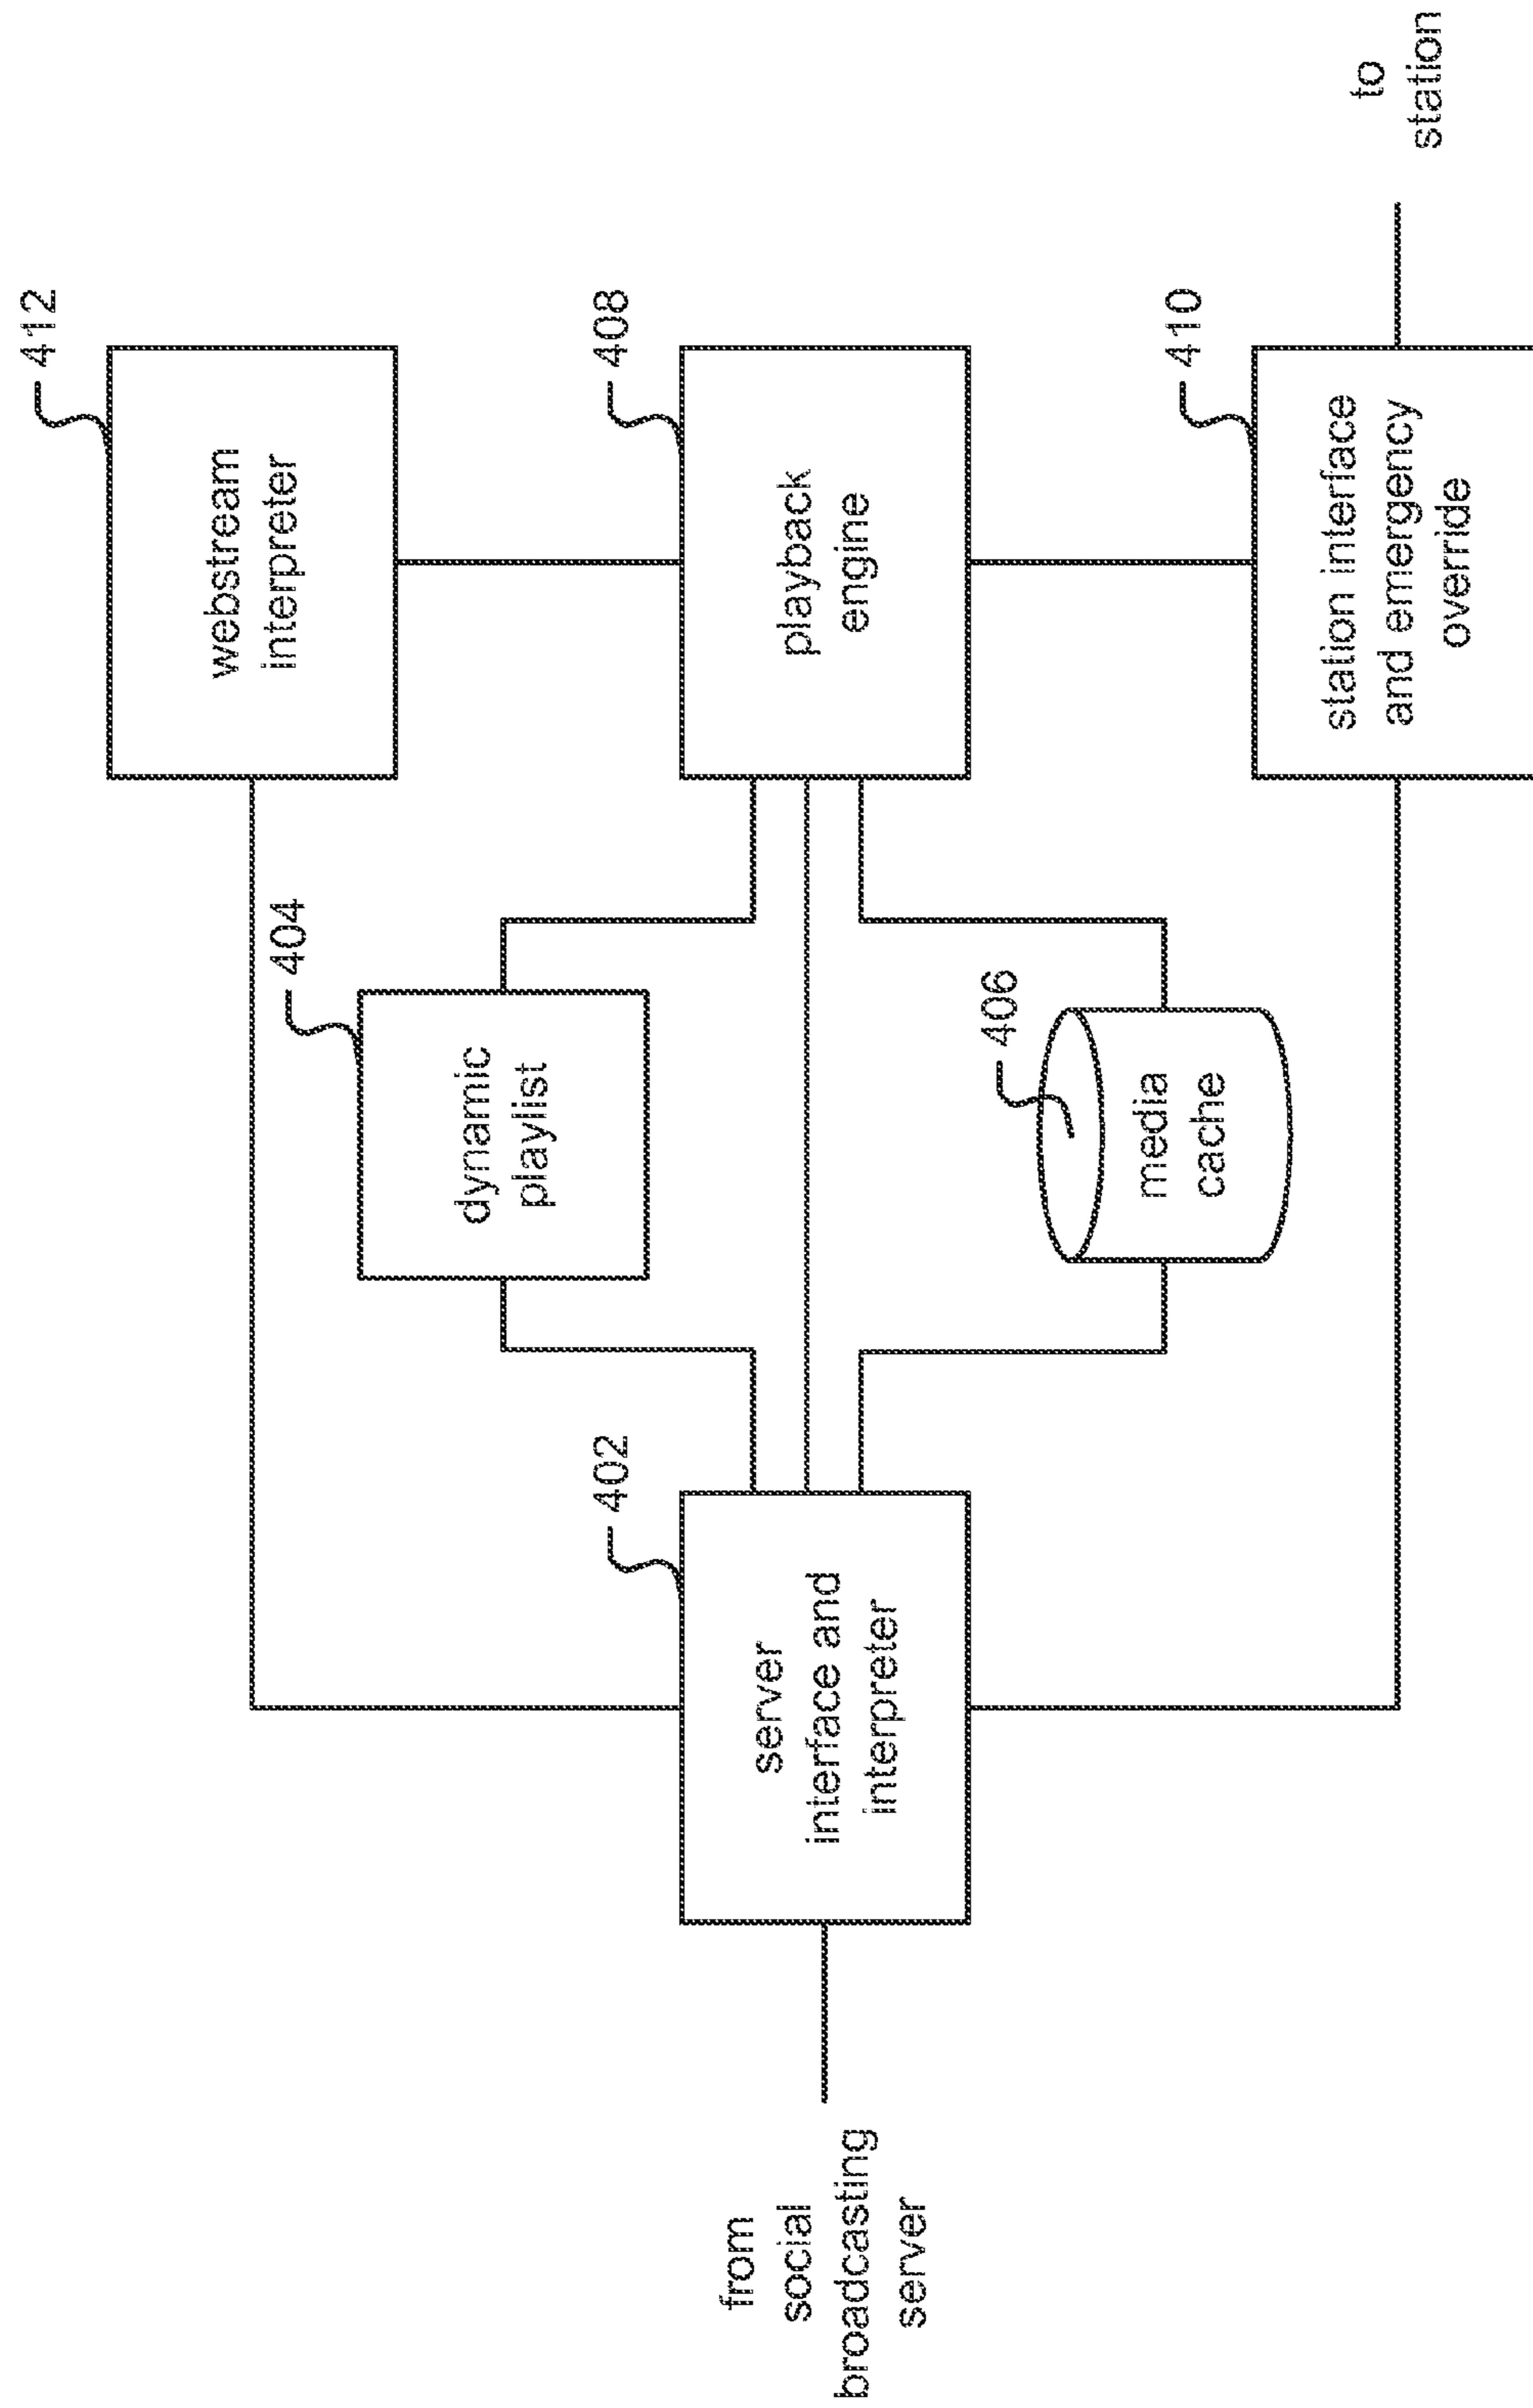 412
webstream
interpreter
404
dynamic
playlist
402
408
server
interface and
interpreter
playback
engine
from
social
broadcasting
server
406
media
cache
410
station interface
and emergency
override
to
station